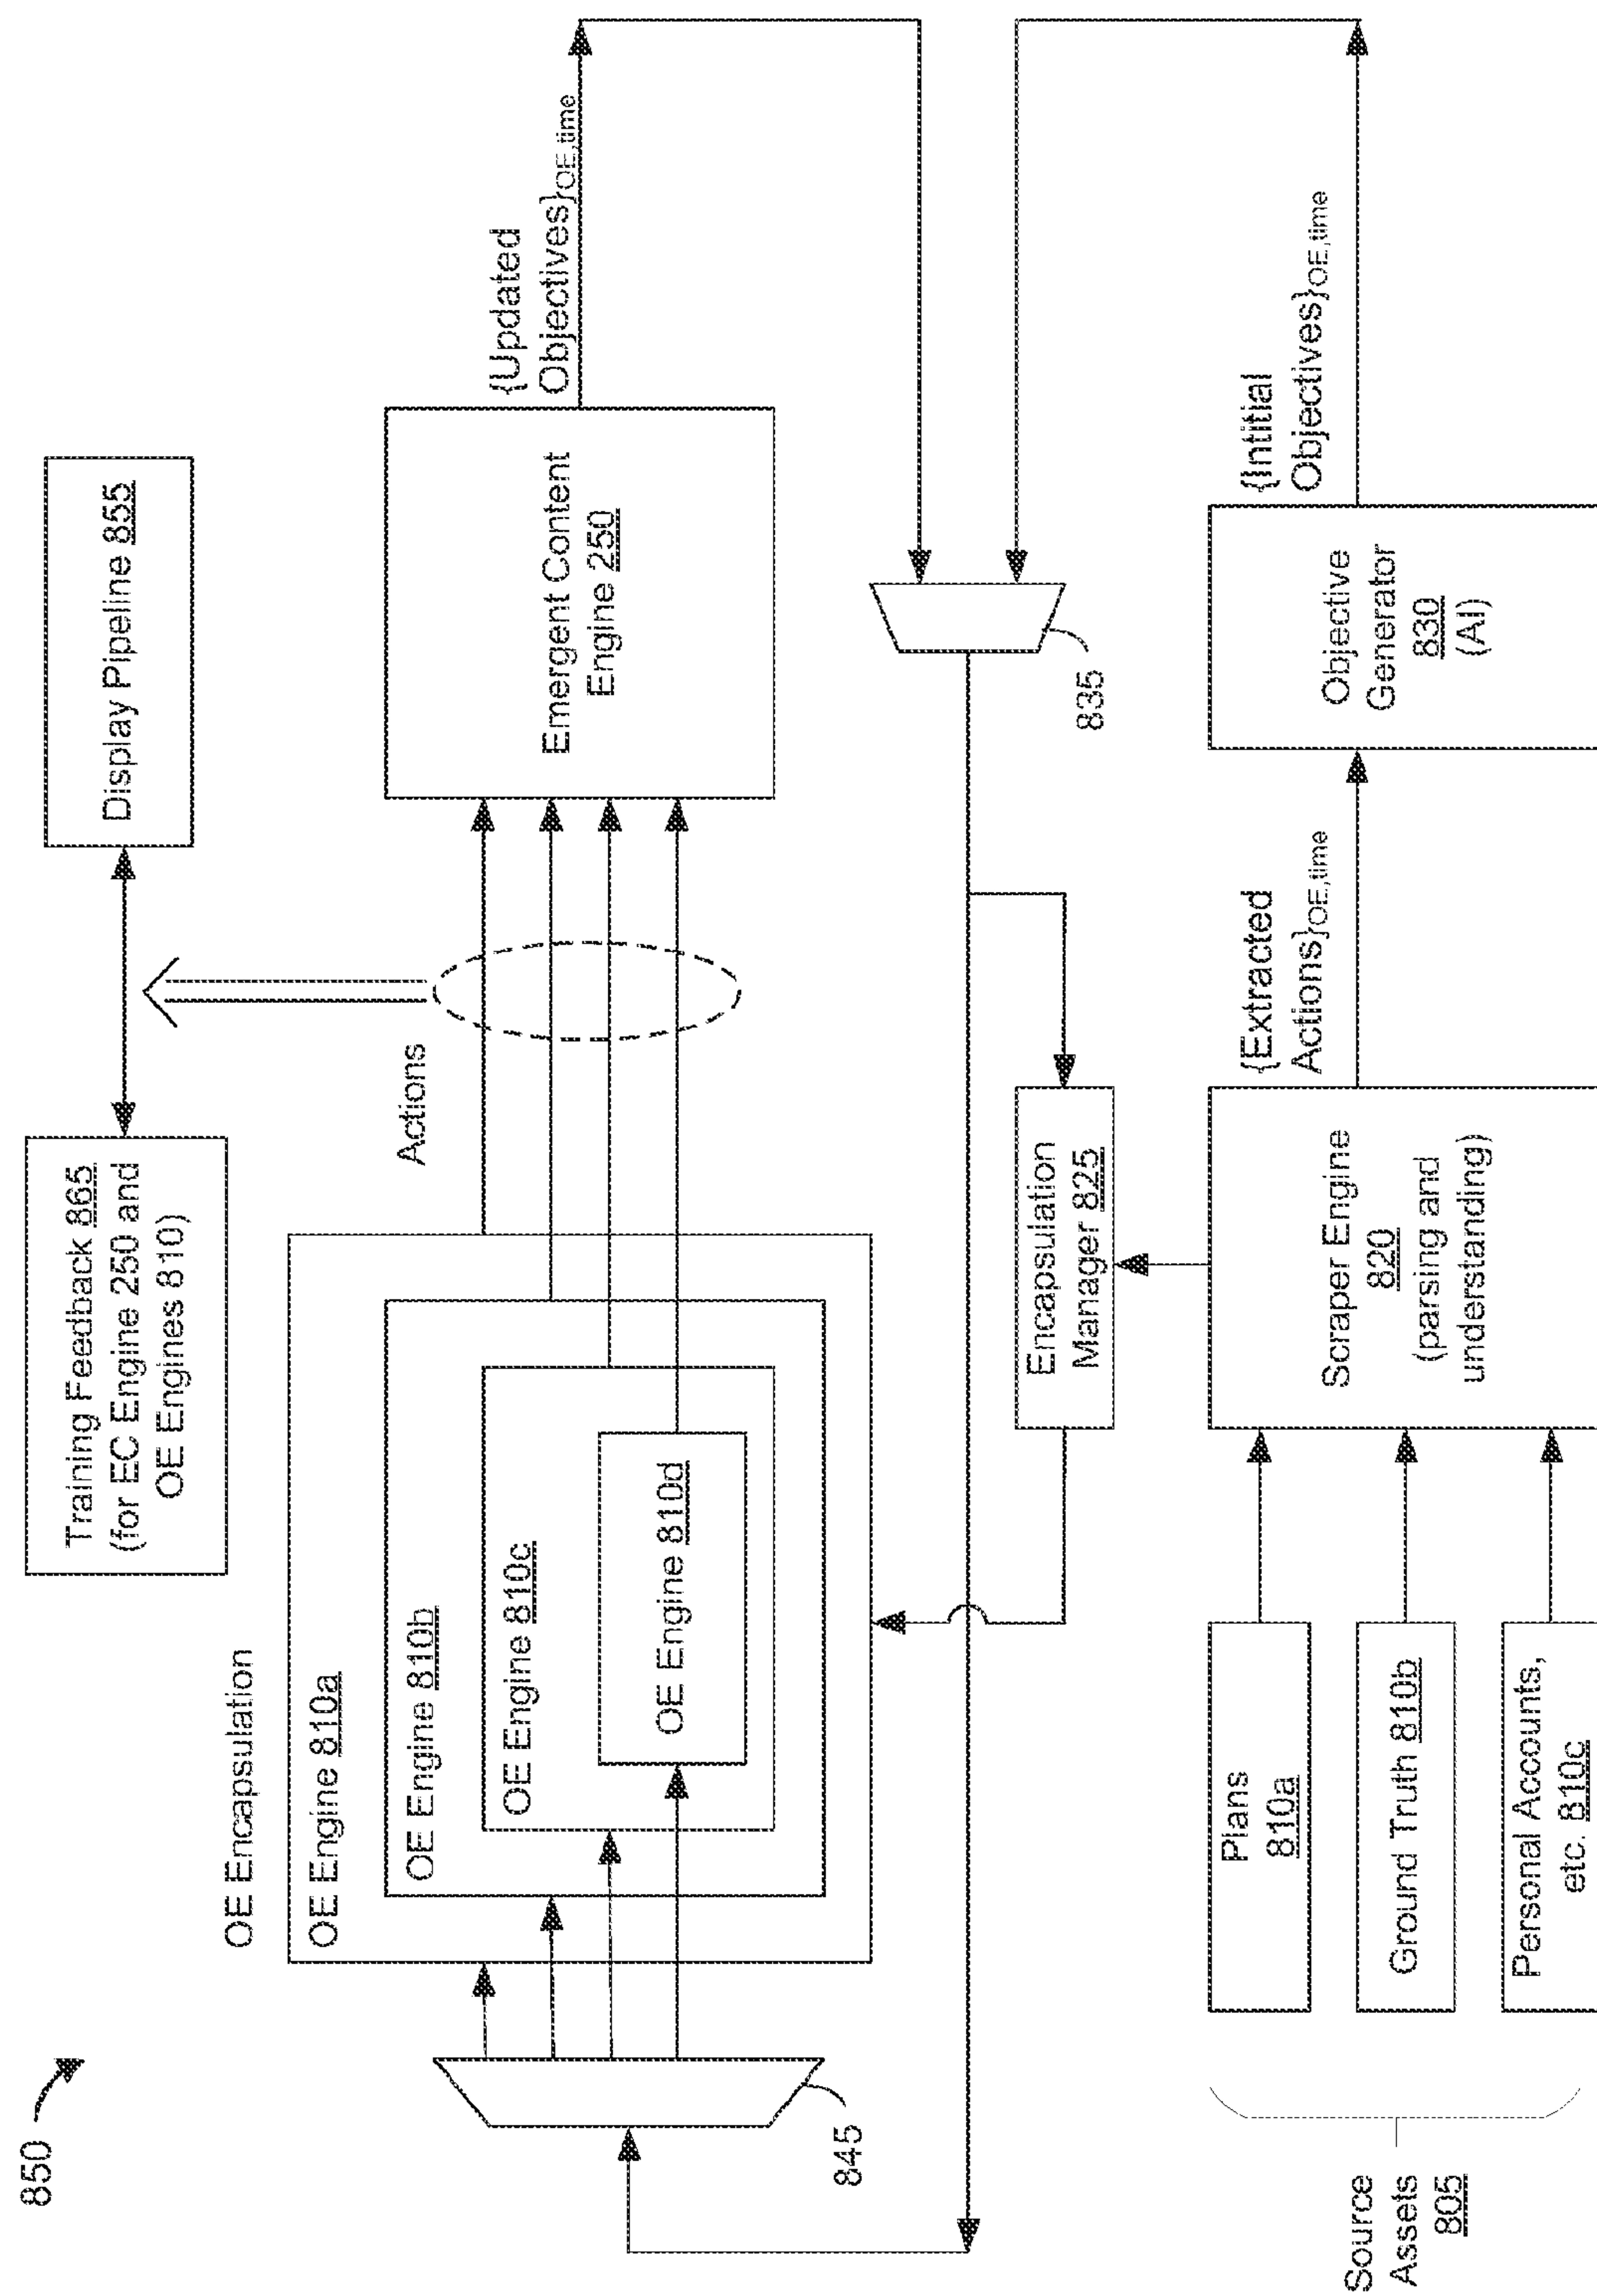 850
Training Feedback 865
(for EC Engine 250 and
OE Engines 810)
Display Pipeline 855
OE Encapsulation
OE Engine 810a
OE Engine 810b
OE Engine 810c
OE Engine 810d
Actions
Emergent Content
Engine 250
{Updated
Objectives}OE,time
845
835
Encapsulation
Manager 825
Source
Assets
805
Plans
810a
Ground Truth 810b
Personal Accounts,
etc. 810c
Scraper Engine
820
(parsing and
understanding)
{Extracted
Actions}OE,time
Objective
Generator
830
(AI)
{Intitial
Objectives}OE,time